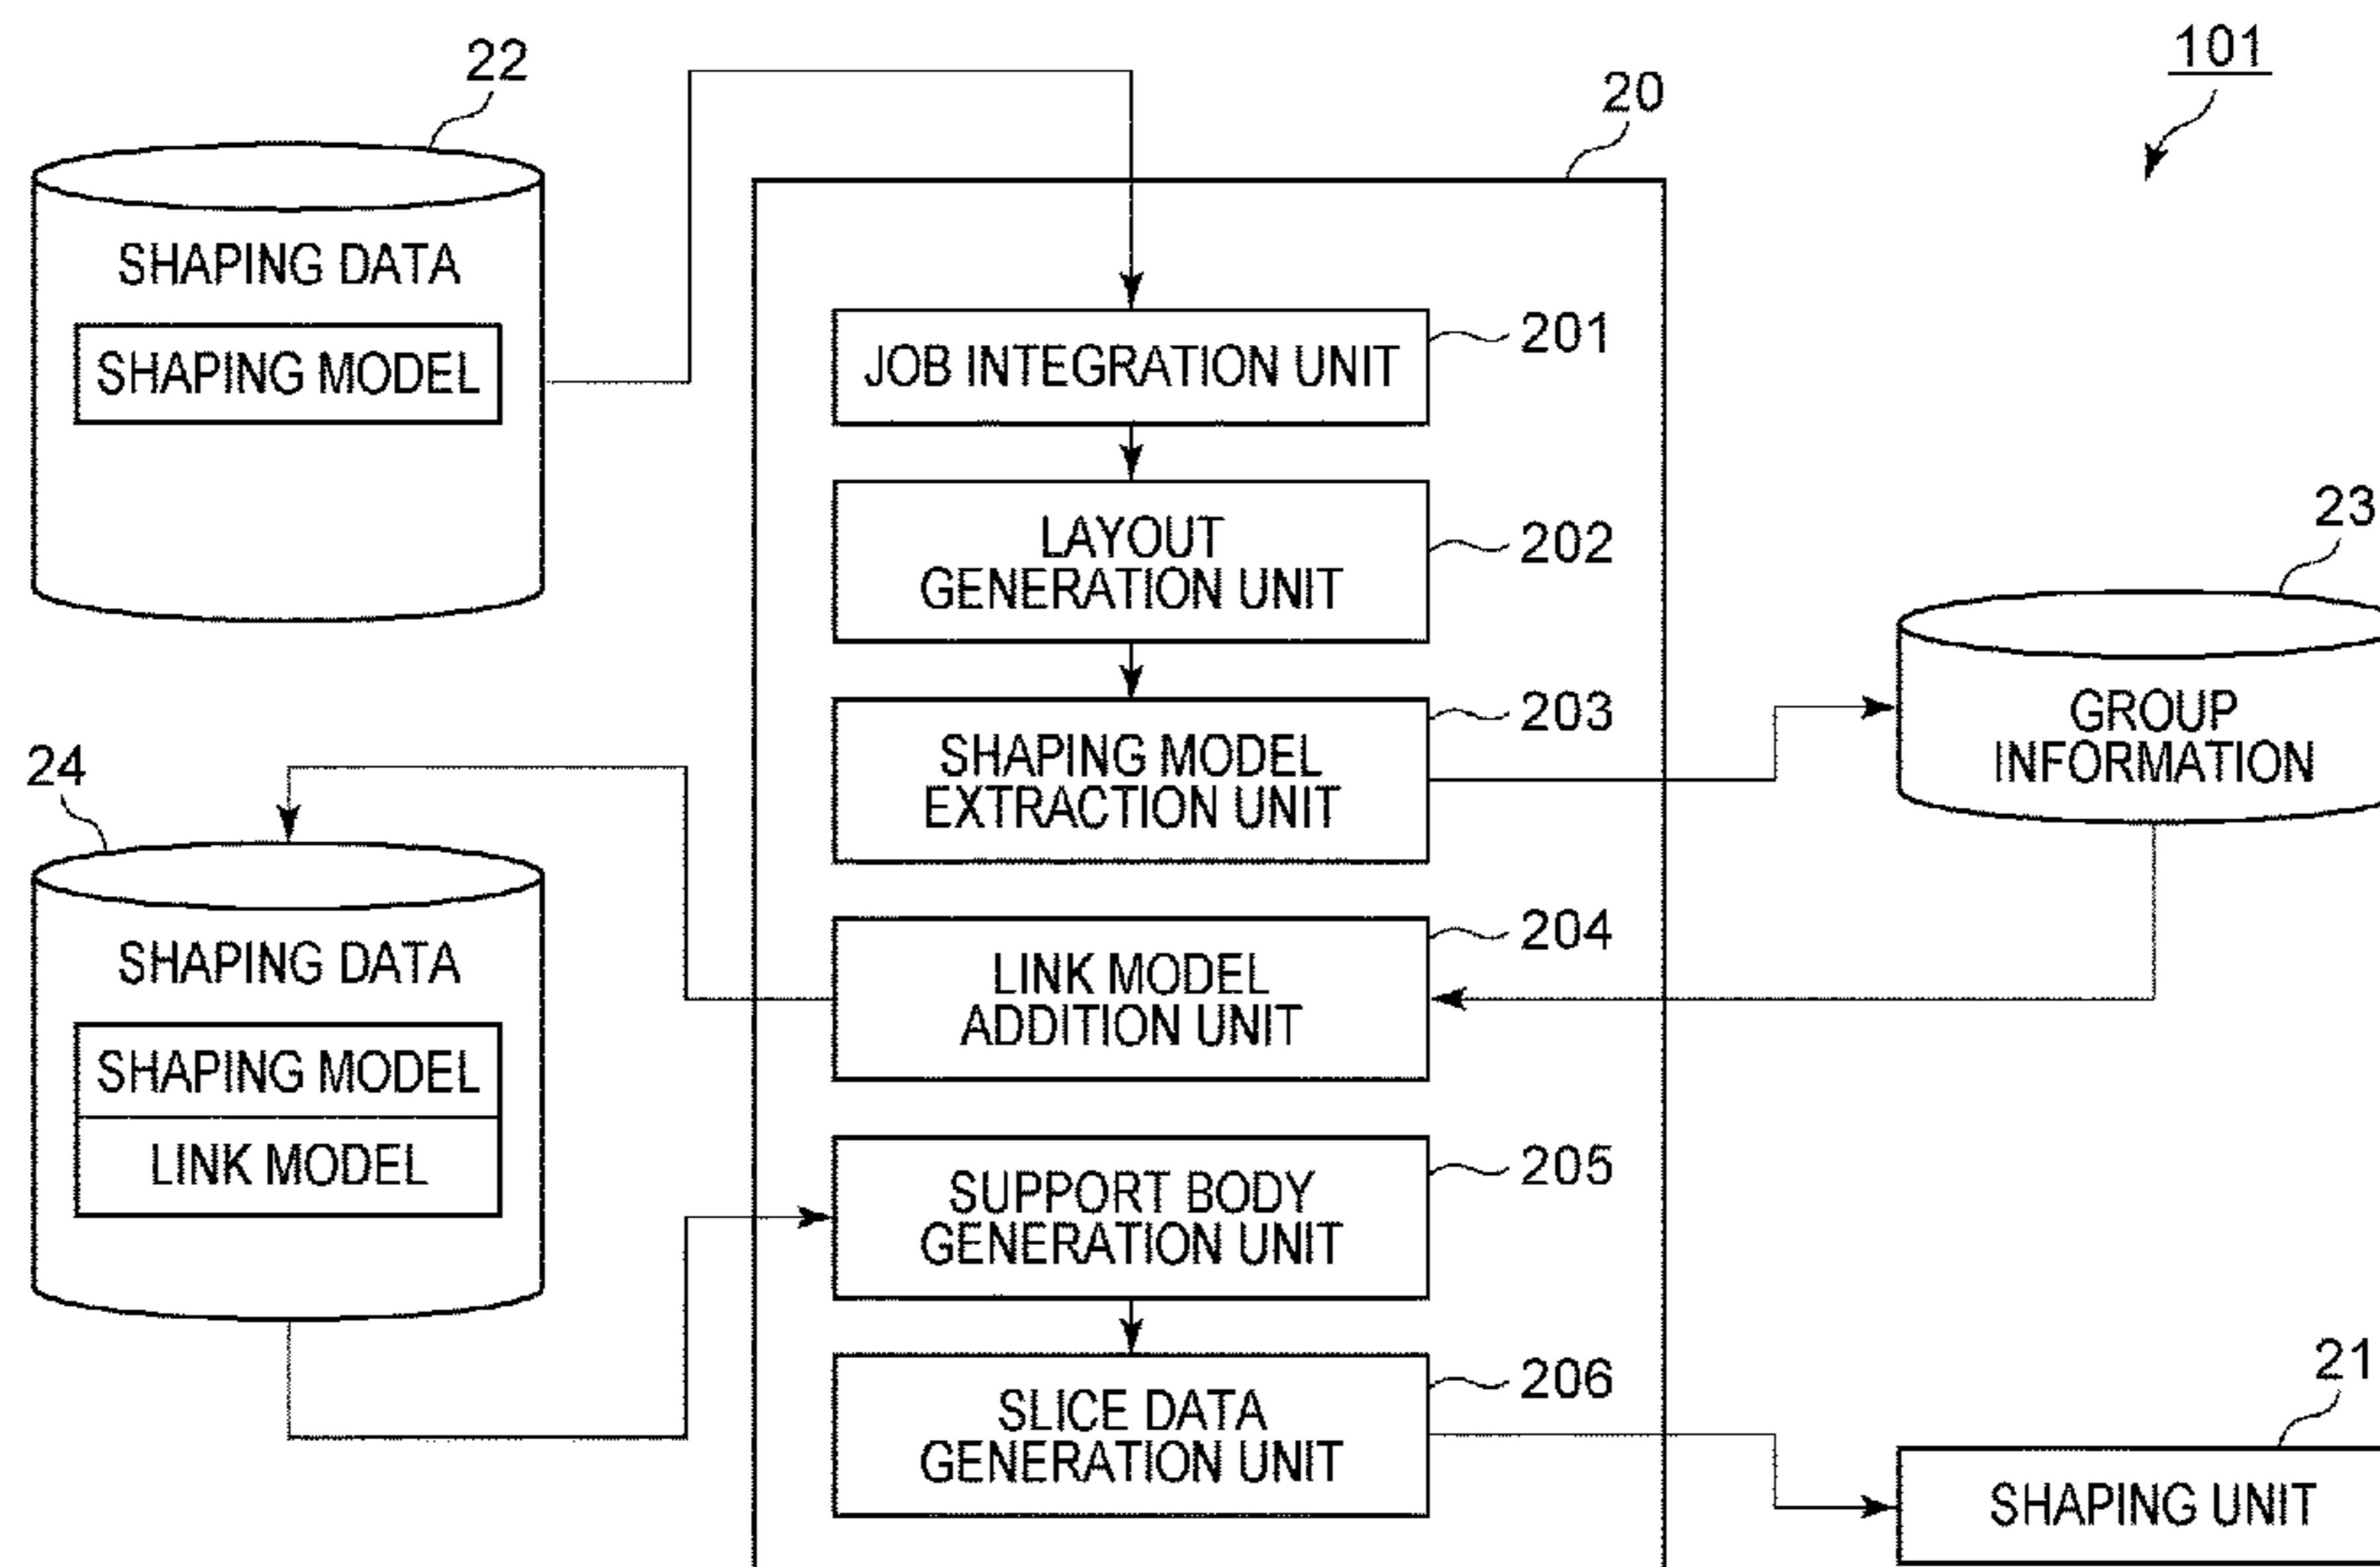 22
101
20
SHAPING DATA
SHAPING MODEL
JOB INTEGRATION UNIT
201
LAYOUT
GENERATION UNIT
202
23
SHAPING MODEL
EXTRACTION UNIT
203
GROUP
INFORMATION
24
SHAPING DATA
SHAPING MODEL
LINK MODEL
LINK MODEL
ADDITION UNIT
204
SUPPORT BODY
GENERATION UNIT
205
SLICE DATA
GENERATION UNIT
206
21
SHAPING UNIT